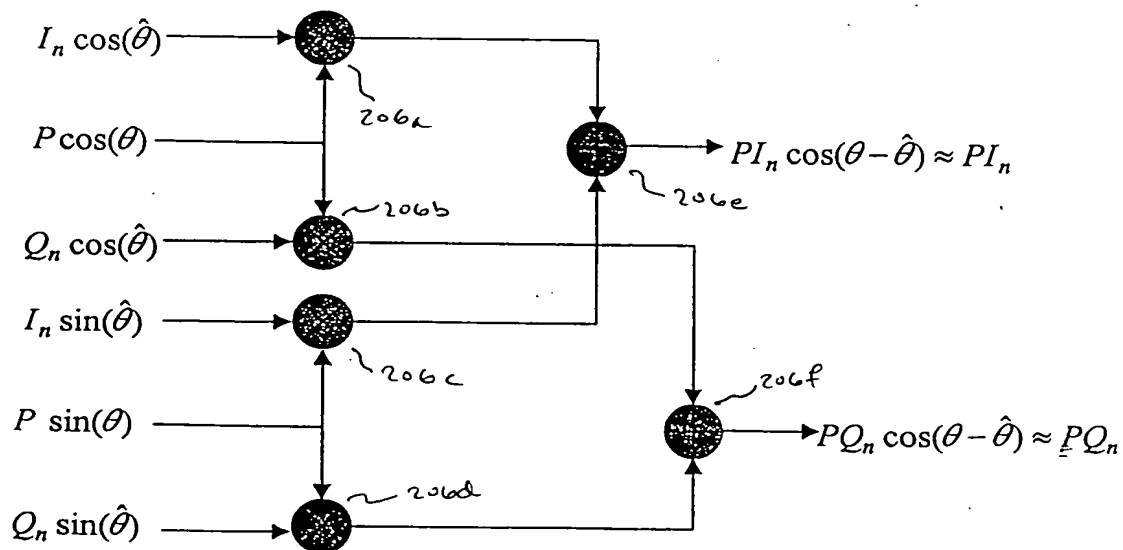 I_n cos(θ̂)
206a
P cos(θ)
PI_n cos(θ − θ̂) ≈ PI_n
206e
206b
Q_n cos(θ̂)
I_n sin(θ̂)
206c
206f
P sin(θ)
PQ_n cos(θ − θ̂) ≈ PQ_n
206d
Q_n sin(θ̂)